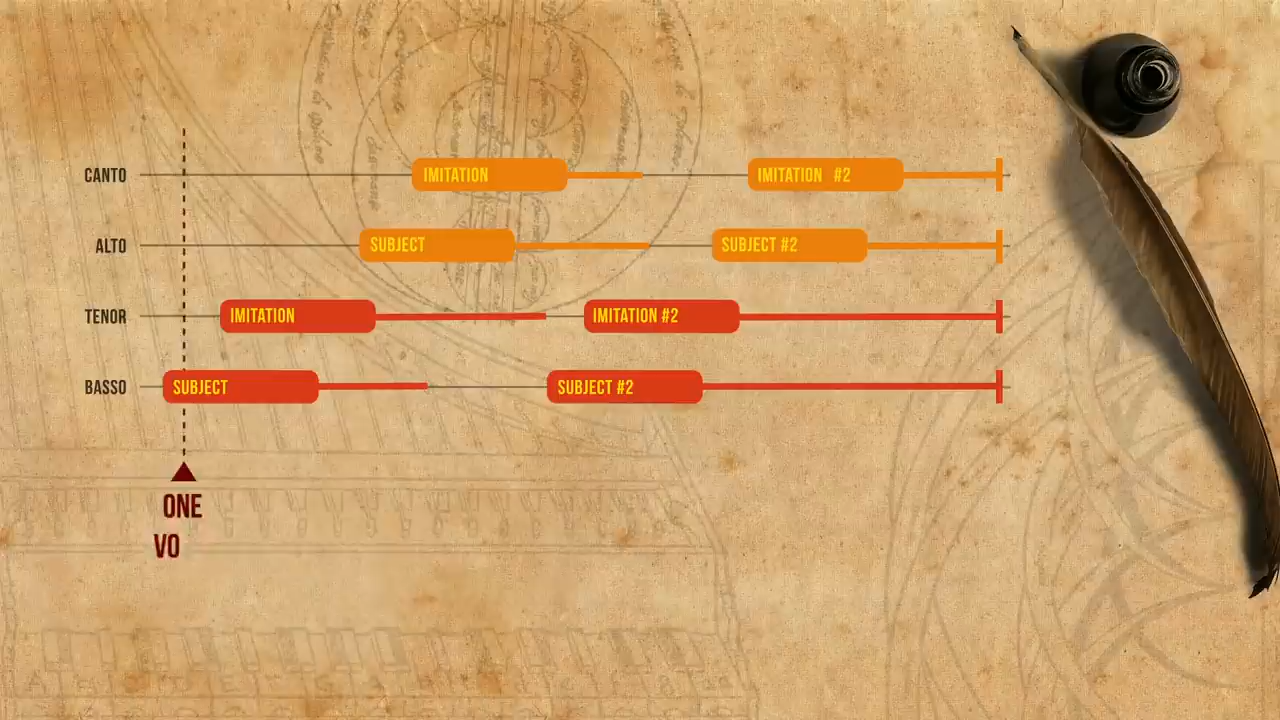 CANTO IMITATION IMITATION #2
ALTO SUBJECT SUBJECT #2
TENOR IMITATION IMITATION #2
BASSO SUBJECT SUBJECT #2
ONE
VO